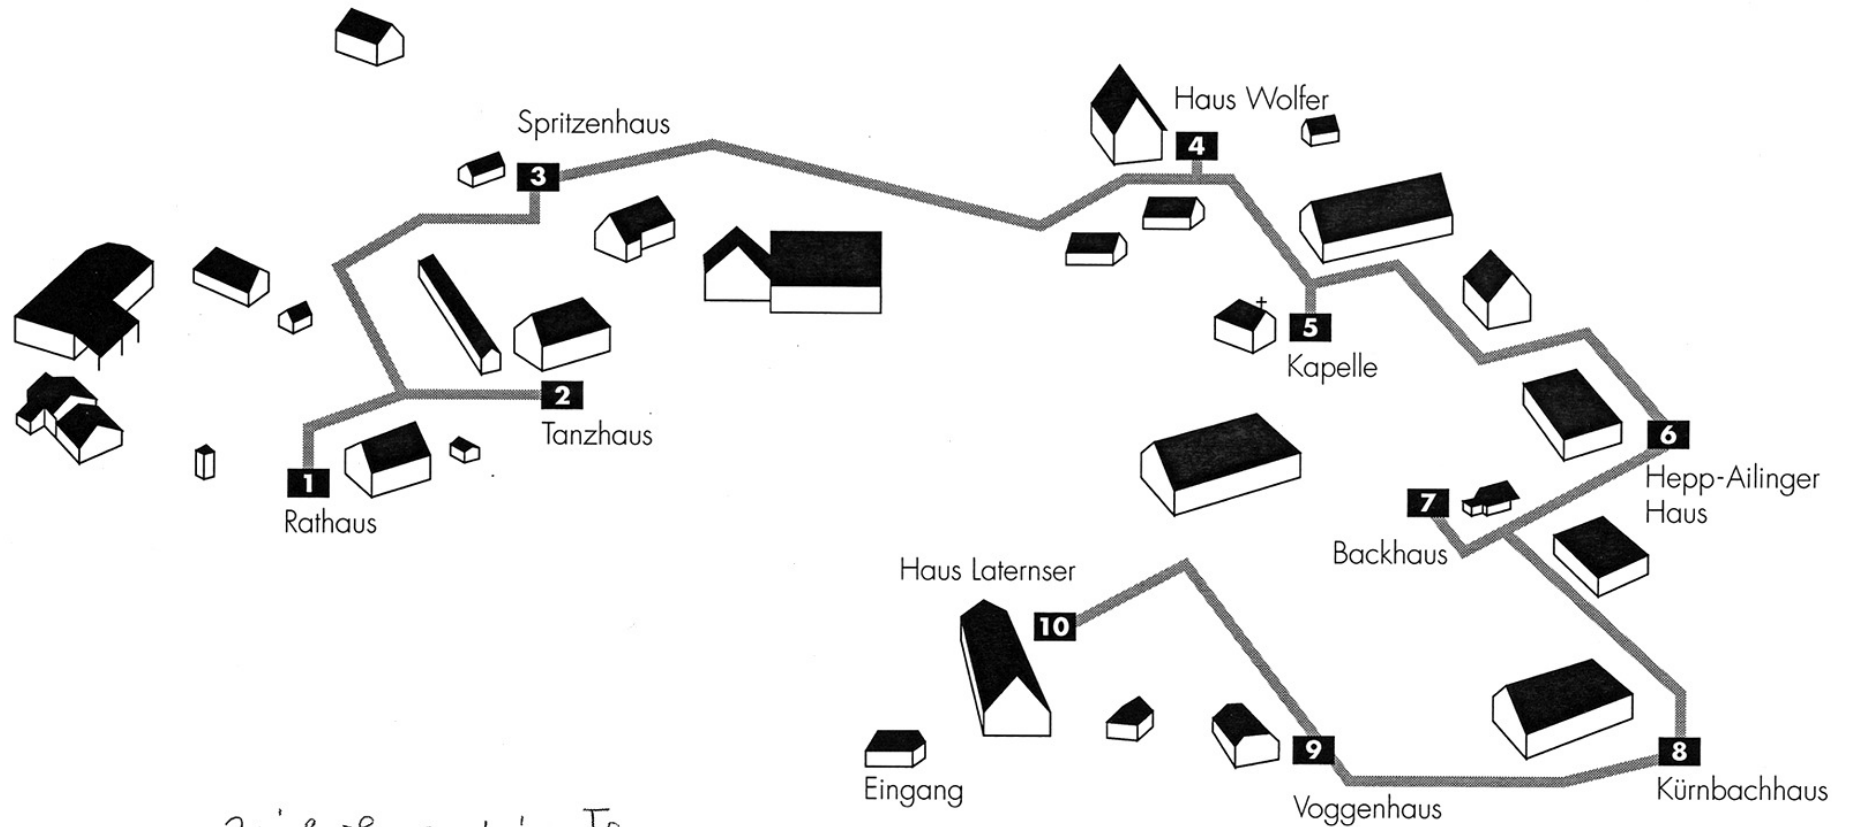 Spritzenhaus
3
Haus Wolfer
4
5
Kapelle
2
Tanzhaus
1
Rathaus
6
Hepp-Ailinger
Haus
7
Backhaus
Haus Laternser
10
9
Voggenhaus
8
Kürnbachhaus
Eingang